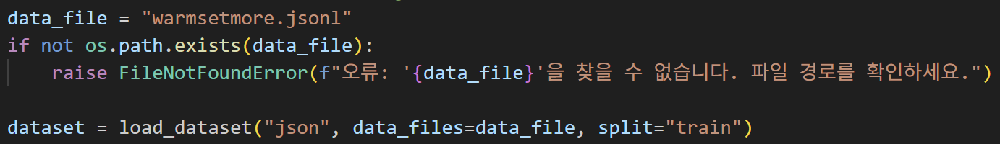 data_file = "warmsetmore.jsonl"
if not os.path.exists(data_file):
    raise FileNotFoundError(f"오류: '{data_file}'을 찾을 수 없습니다. 파일 경로를 확인하세요.")
dataset = load_dataset("json", data_files=data_file, split="train")